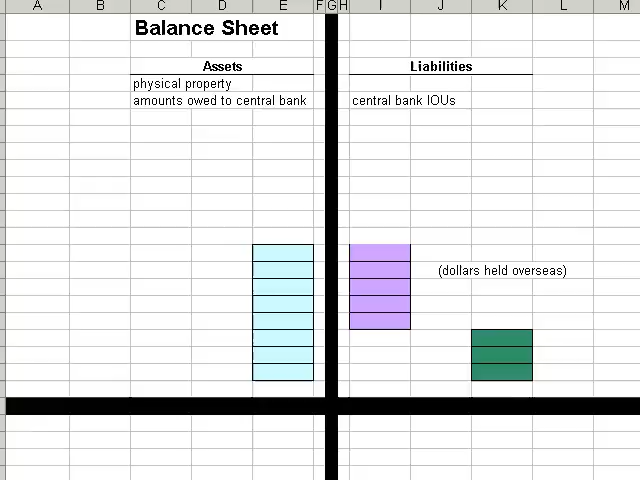 A B C D E F G H I J K L M
Balance Sheet
Assets Liabilities
physical property
amounts owed to central bank central bank IOUs
(dollars held overseas)